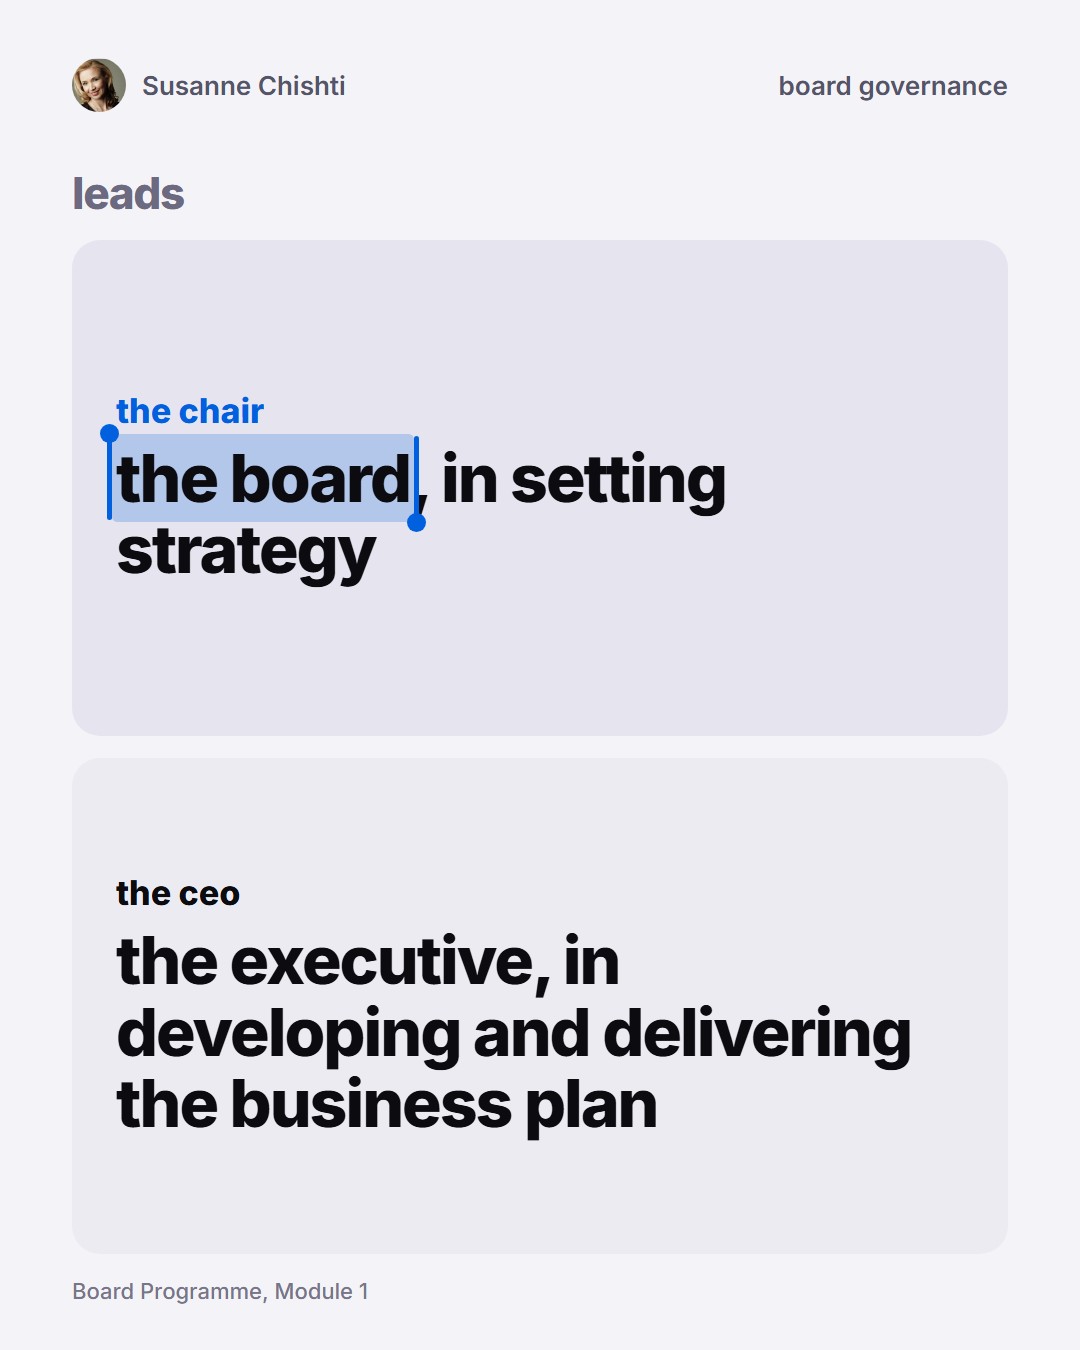 Susanne Chishti
board governance
leads
the chair
the board, in setting
strategy
the ceo
the executive, in
developing and delivering
the business plan
Board Programme, Module 1